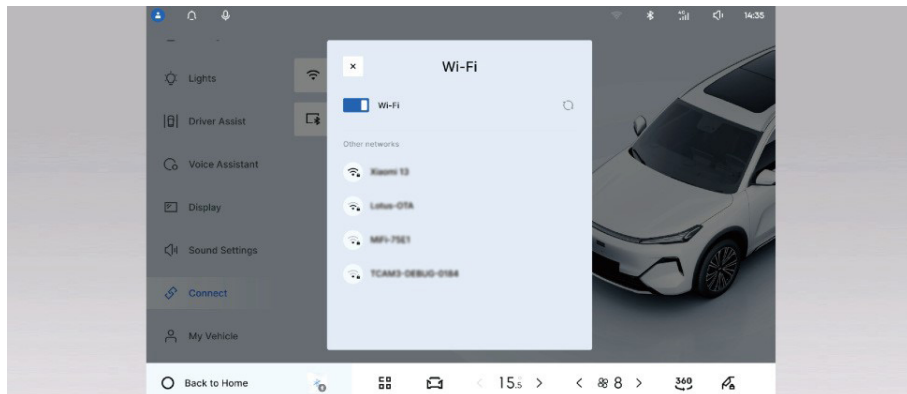 14:35
Lights
Driver Assist
Voice Assistant
Display
Sound Settings
Connect
My Vehicle
Wi-Fi
Wi-Fi
Other networks
Xiaomi 13
Lotus-OTA
MIFI-75E1
TCAM3-DEBUG-0184
Back to Home
15.5
8
360